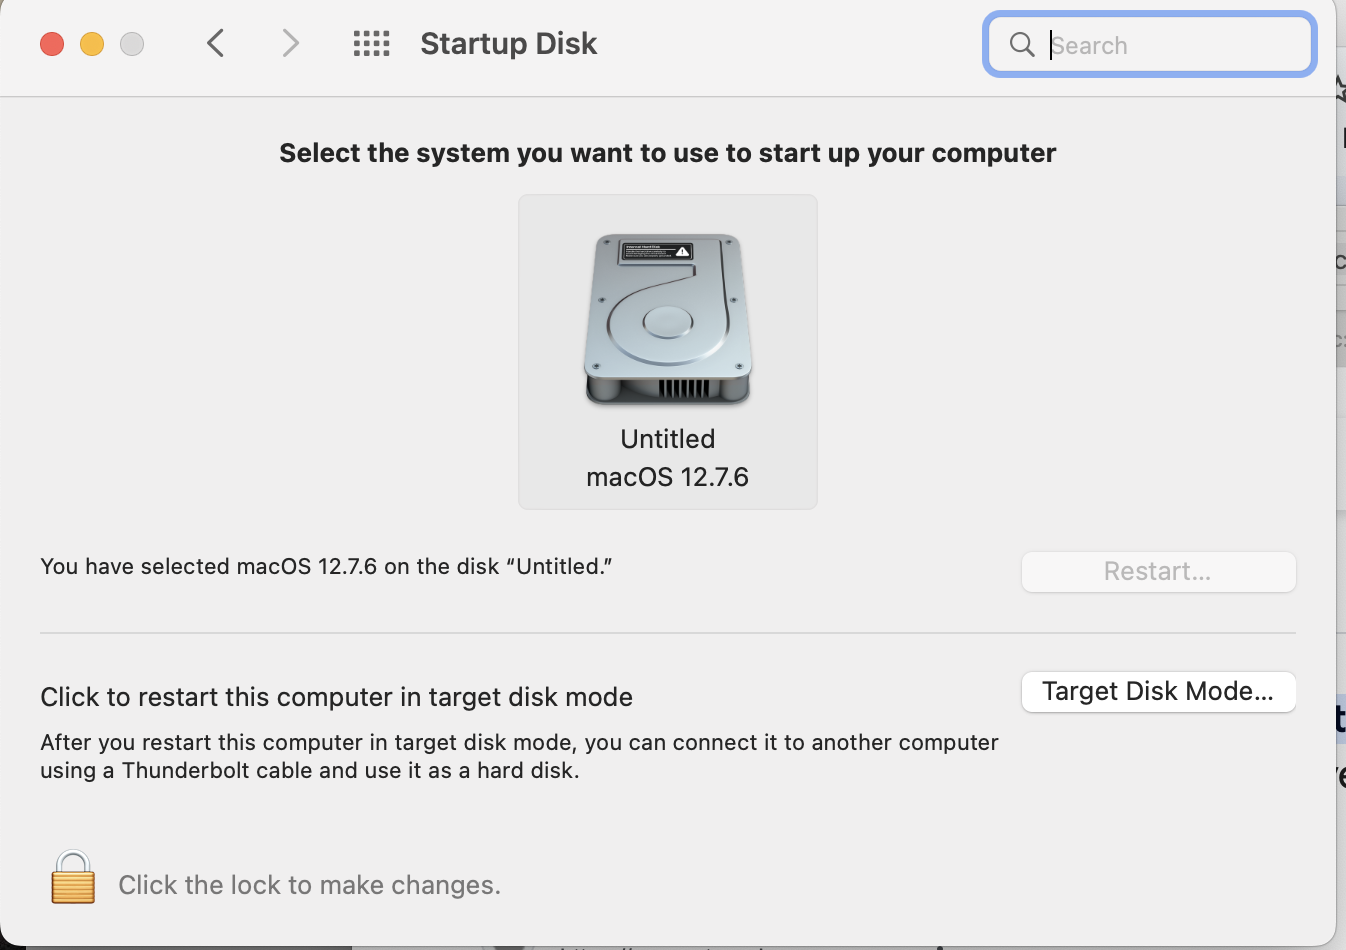 Startup Disk
Search
Select the system you want to use to start up your computer
Untitled
macOS 12.7.6
You have selected macOS 12.7.6 on the disk “Untitled.”
Restart...
Click to restart this computer in target disk mode
Target Disk Mode...
After you restart this computer in target disk mode, you can connect it to another computer
using a Thunderbolt cable and use it as a hard disk.
Click the lock to make changes.